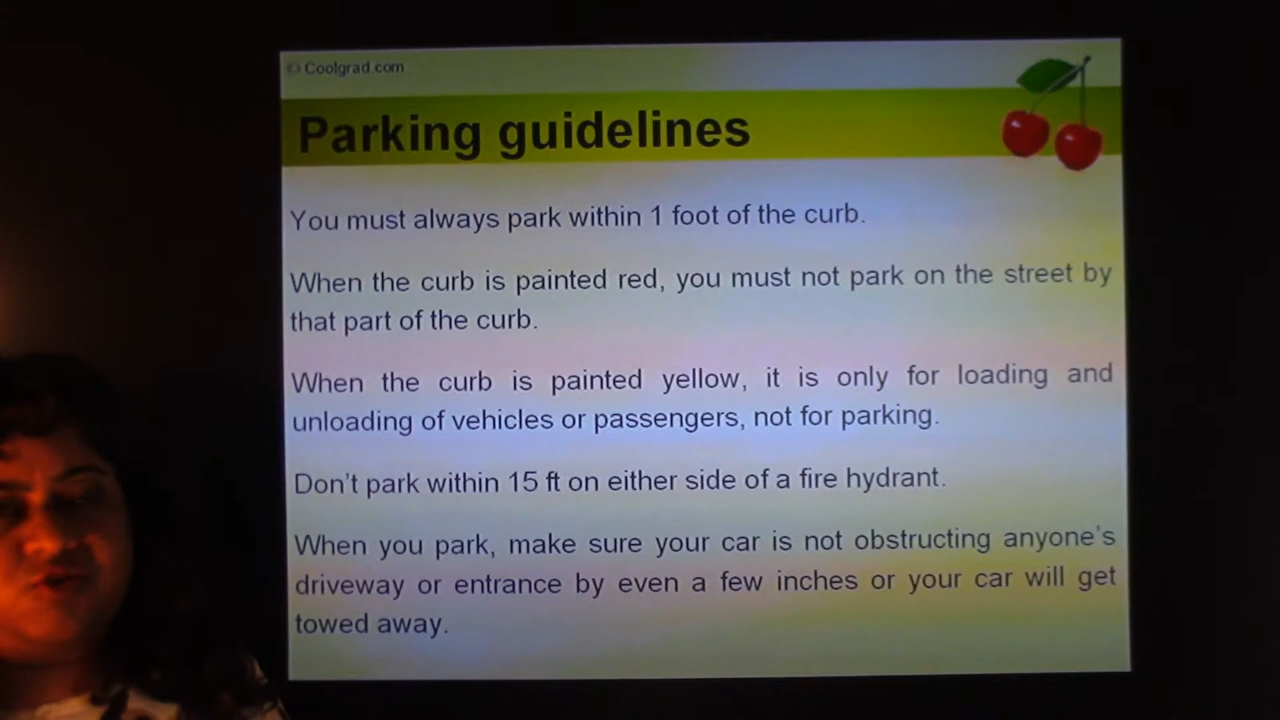 © Coolgrad.com
Parking guidelines
You must always park within 1 foot of the curb.
When the curb is painted red, you must not park on the street by
that part of the curb.
When the curb is painted yellow, it is only for loading and
unloading of vehicles or passengers, not for parking.
Don't park within 15 ft on either side of a fire hydrant.
When you park, make sure your car is not obstructing anyone's
driveway or entrance by even a few inches or your car will get
towed away.